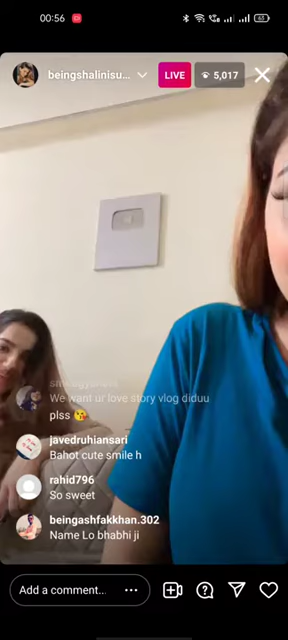 00:56
65
beingshalinisu...
LIVE
5,017
We want ur love story vlog diduu
plss 😘
javedruhiansari
Bahot cute smile h
rahid796
So sweet
beingashfakkhan.302
Name Lo bhabhi ji
Add a comment...